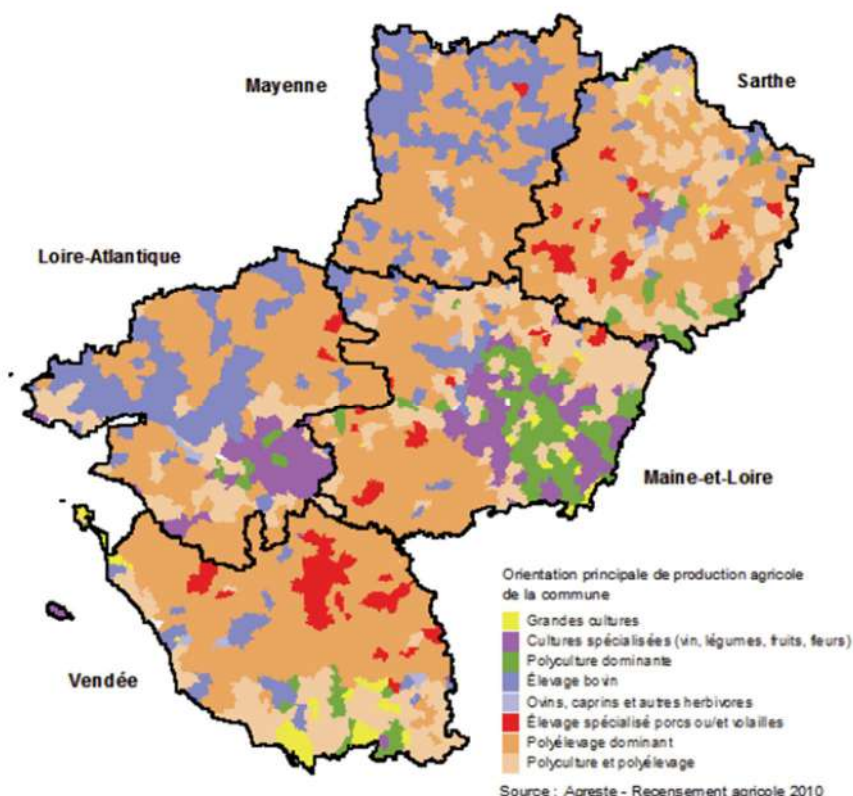 Mayenne
Sarthe
Loire-Atlantique
Maine-et-Loire
Vendée
Orientation principale de production agricole
de la commune
Grandes cultures
Cultures spécialisées (vin, légumes, fruits, fleurs)
Polyculture dominante
Élevage bovin
Ovins, caprins et autres herbivores
Élevage spécialisé porcs ou/et volailles
Polyélevage dominant
Polyculture et polyélevage
Source : Agreste - Recensement agricole 2010